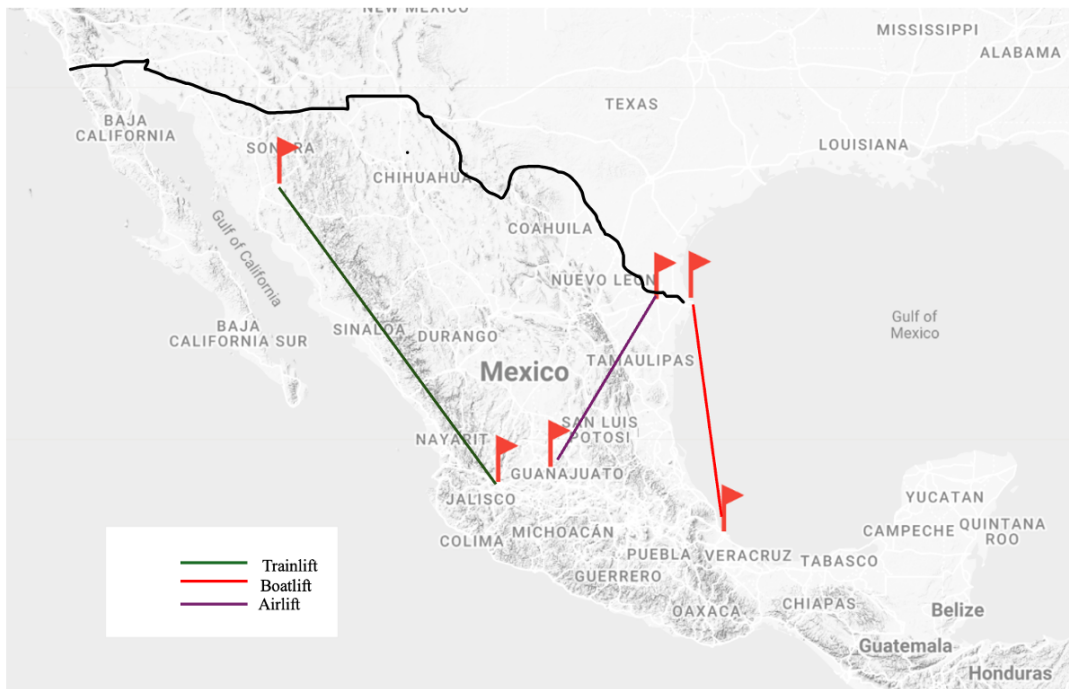 NEW MEXICO
MISSISSIPPI
ALABAMA
TEXAS
BAJA
CALIFORNIA
LOUISIANA
SONORA
CHIHUAHUA
COAHUILA
Gulf of California
NUEVO LEON
Gulf of
Mexico
BAJA
CALIFORNIA SUR
SINALOA
DURANGO
TAMAULIPAS
Mexico
SAN LUIS
POTOSI
NAYARIT
GUANAJUATO
JALISCO
YUCATAN
COLIMA
MICHOACÁN
CAMPECHE
QUINTANA
ROO
PUEBLA
VERACRUZ
TABASCO
GUERRERO
OAXACA
CHIAPAS
Belize
Guatemala
Honduras
Trainlift
Boatlift
Airlift